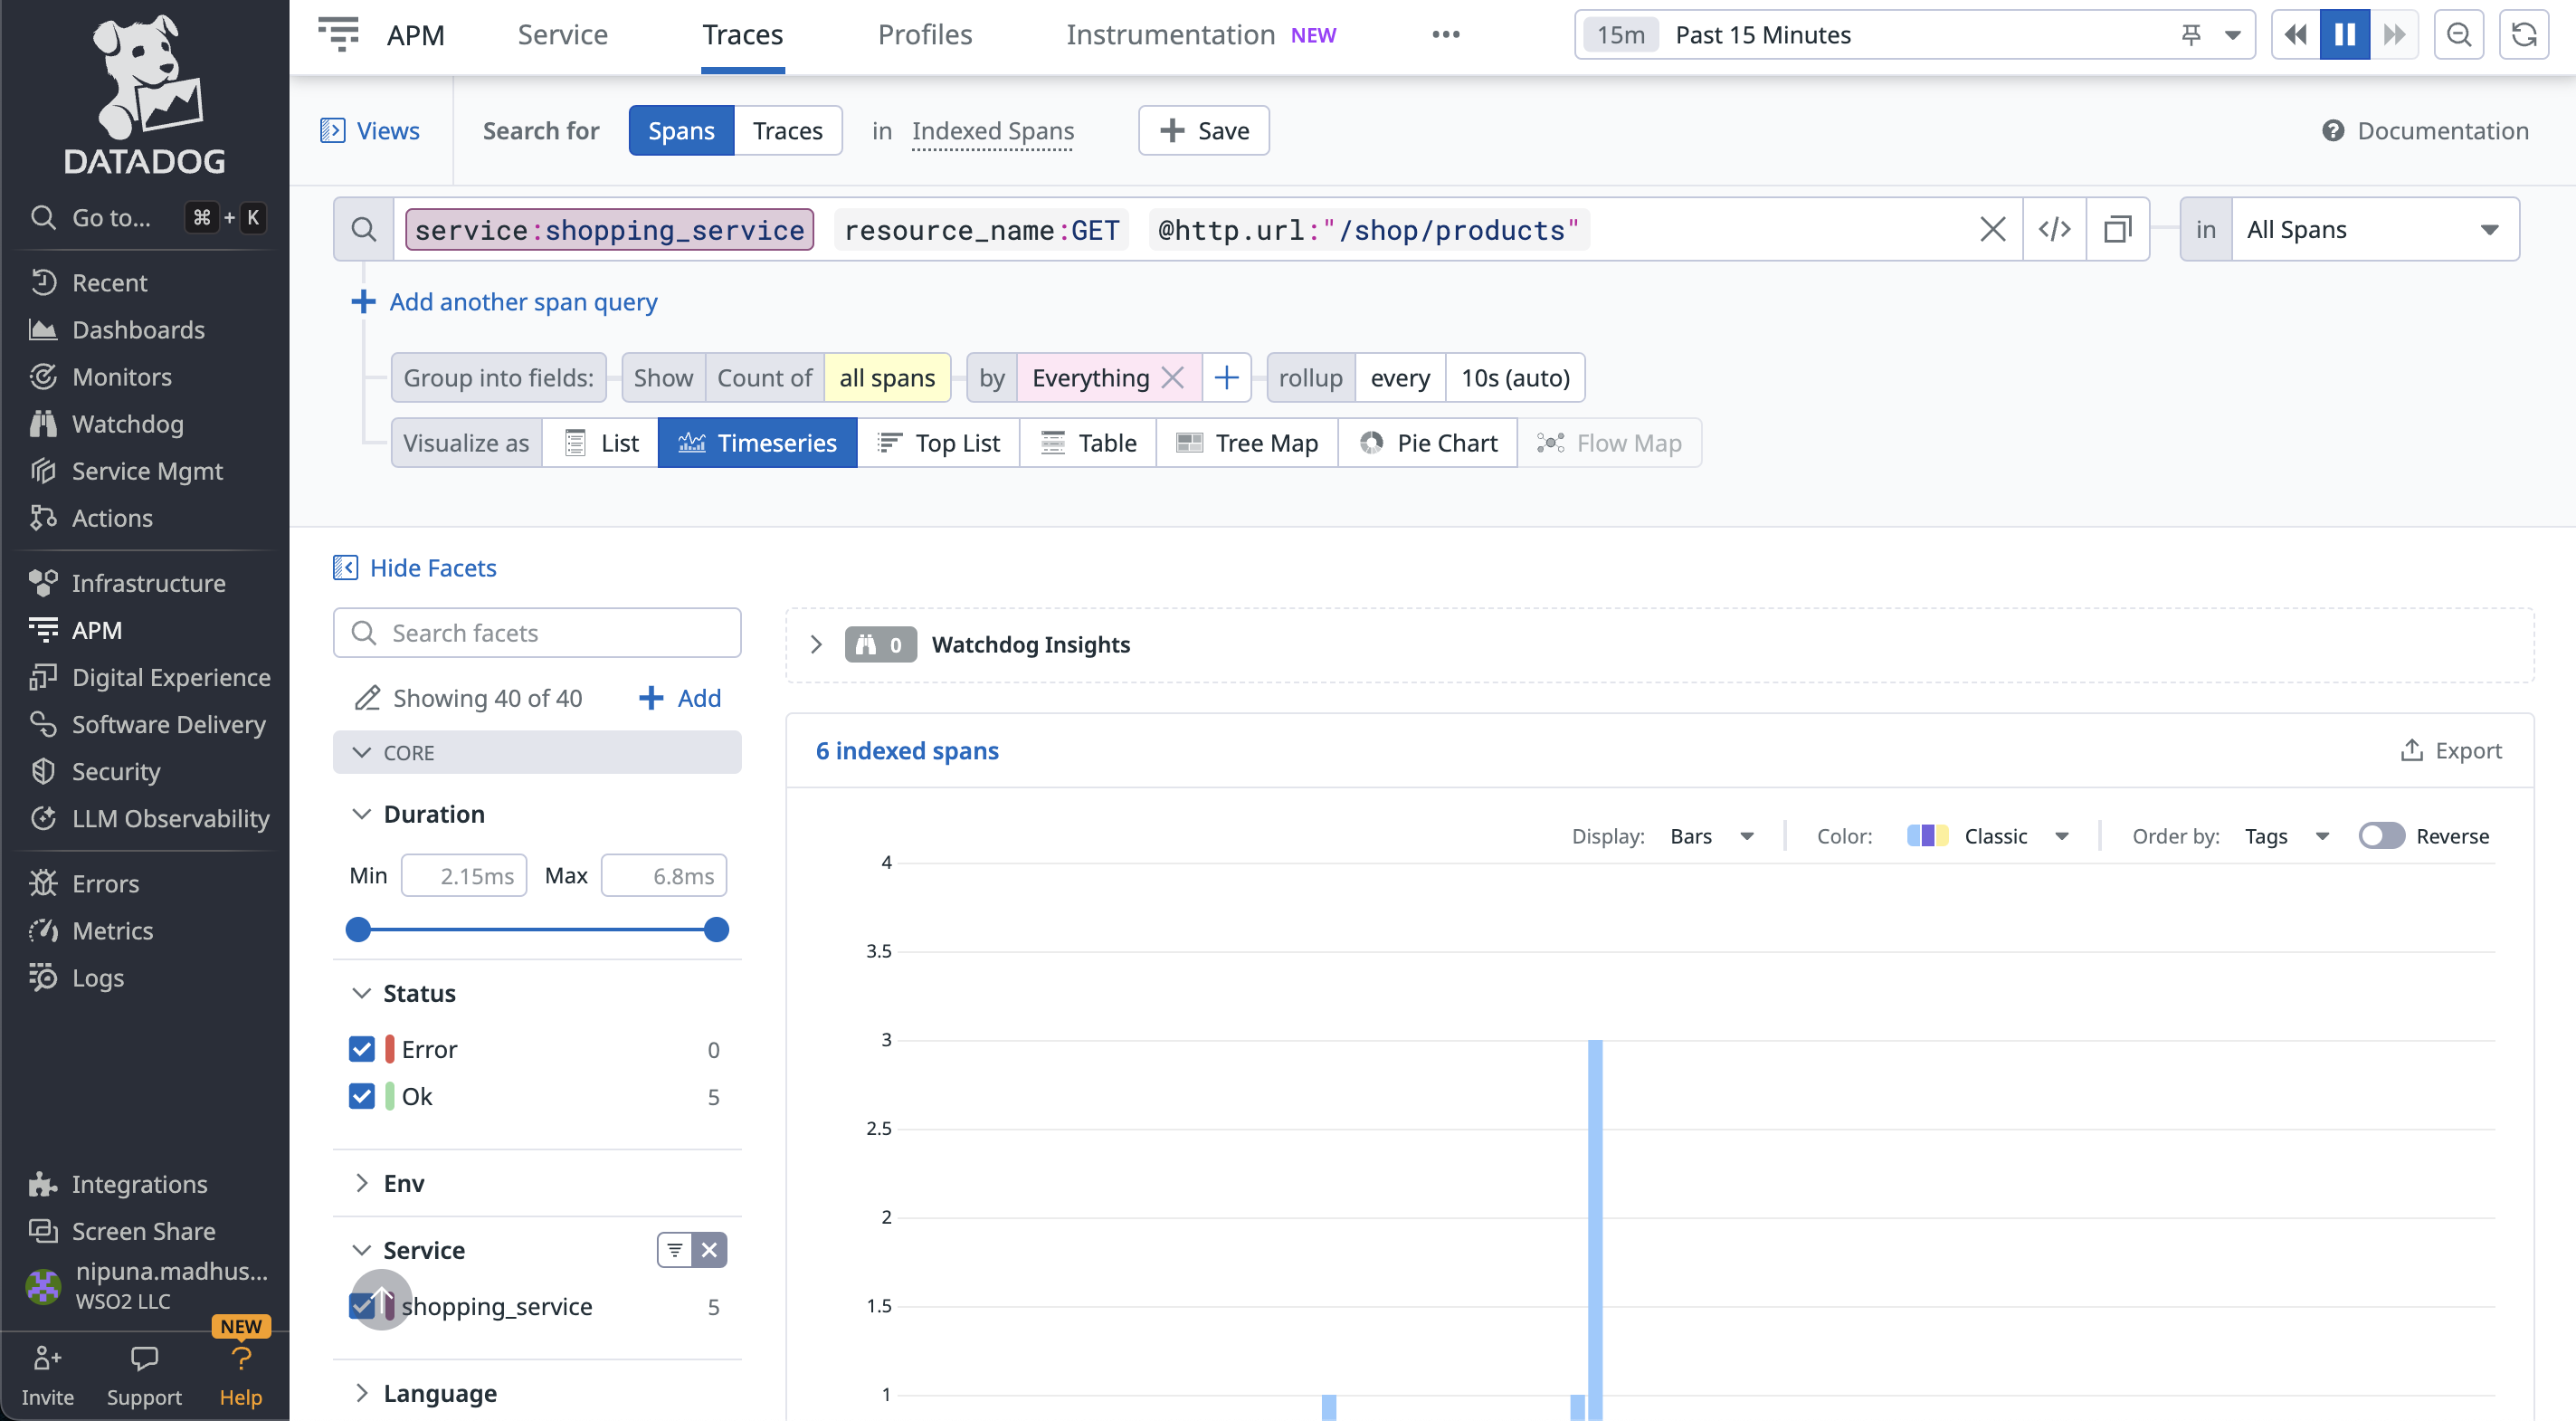 DATADOG
Go to... ⌘ + K
Recent
Dashboards
Monitors
Watchdog
Service Mgmt
Actions
Infrastructure
APM
Digital Experience
Software Delivery
Security
LLM Observability
Errors
Metrics
Logs
Integrations
Screen Share
nipuna.madhus...
WSO2 LLC
NEW
Invite Support Help
APM Service Traces Profiles Instrumentation NEW ••• 15m Past 15 Minutes
Views Search for Spans Traces in Indexed Spans + Save Documentation
service:shopping_service resource_name:GET @http.url:"/shop/products" </> in All Spans
+ Add another span query
Group into fields: Show Count of all spans by Everything + rollup every 10s (auto)
Visualize as List Timeseries Top List Table Tree Map Pie Chart Flow Map
Hide Facets
Search facets
Showing 40 of 40 + Add
CORE
Duration
Min 2.15ms Max 6.8ms
Status
Error 0
Ok 5
Env
Service
shopping_service 5
Language
0 Watchdog Insights
6 indexed spans Export
Display: Bars Color: Classic Order by: Tags Reverse
4
3.5
3
2.5
2
1.5
1